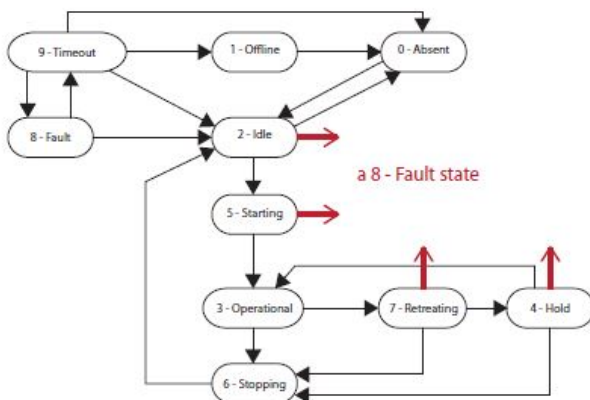 9 - Timeout
1 - Offline
0 - Absent
8 - Fault
2 - Idle
a 8 - Fault state
5 - Starting
3 - Operational
7 - Retreating
4 - Hold
6 - Stopping